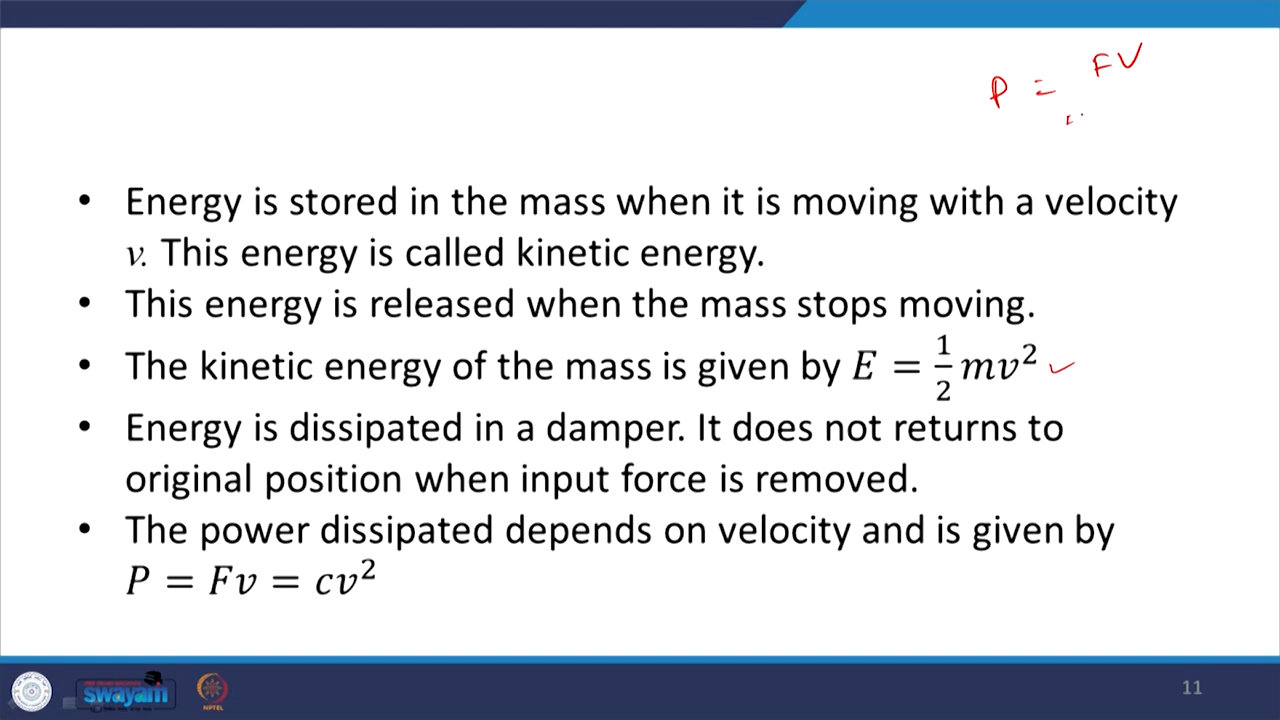 P = FV
• Energy is stored in the mass when it is moving with a velocity
v. This energy is called kinetic energy.
• This energy is released when the mass stops moving.
• The kinetic energy of the mass is given by E = 1/2 mv²
• Energy is dissipated in a damper. It does not returns to
original position when input force is removed.
• The power dissipated depends on velocity and is given by
P = Fv = cv²
swayam
NPTEL
11